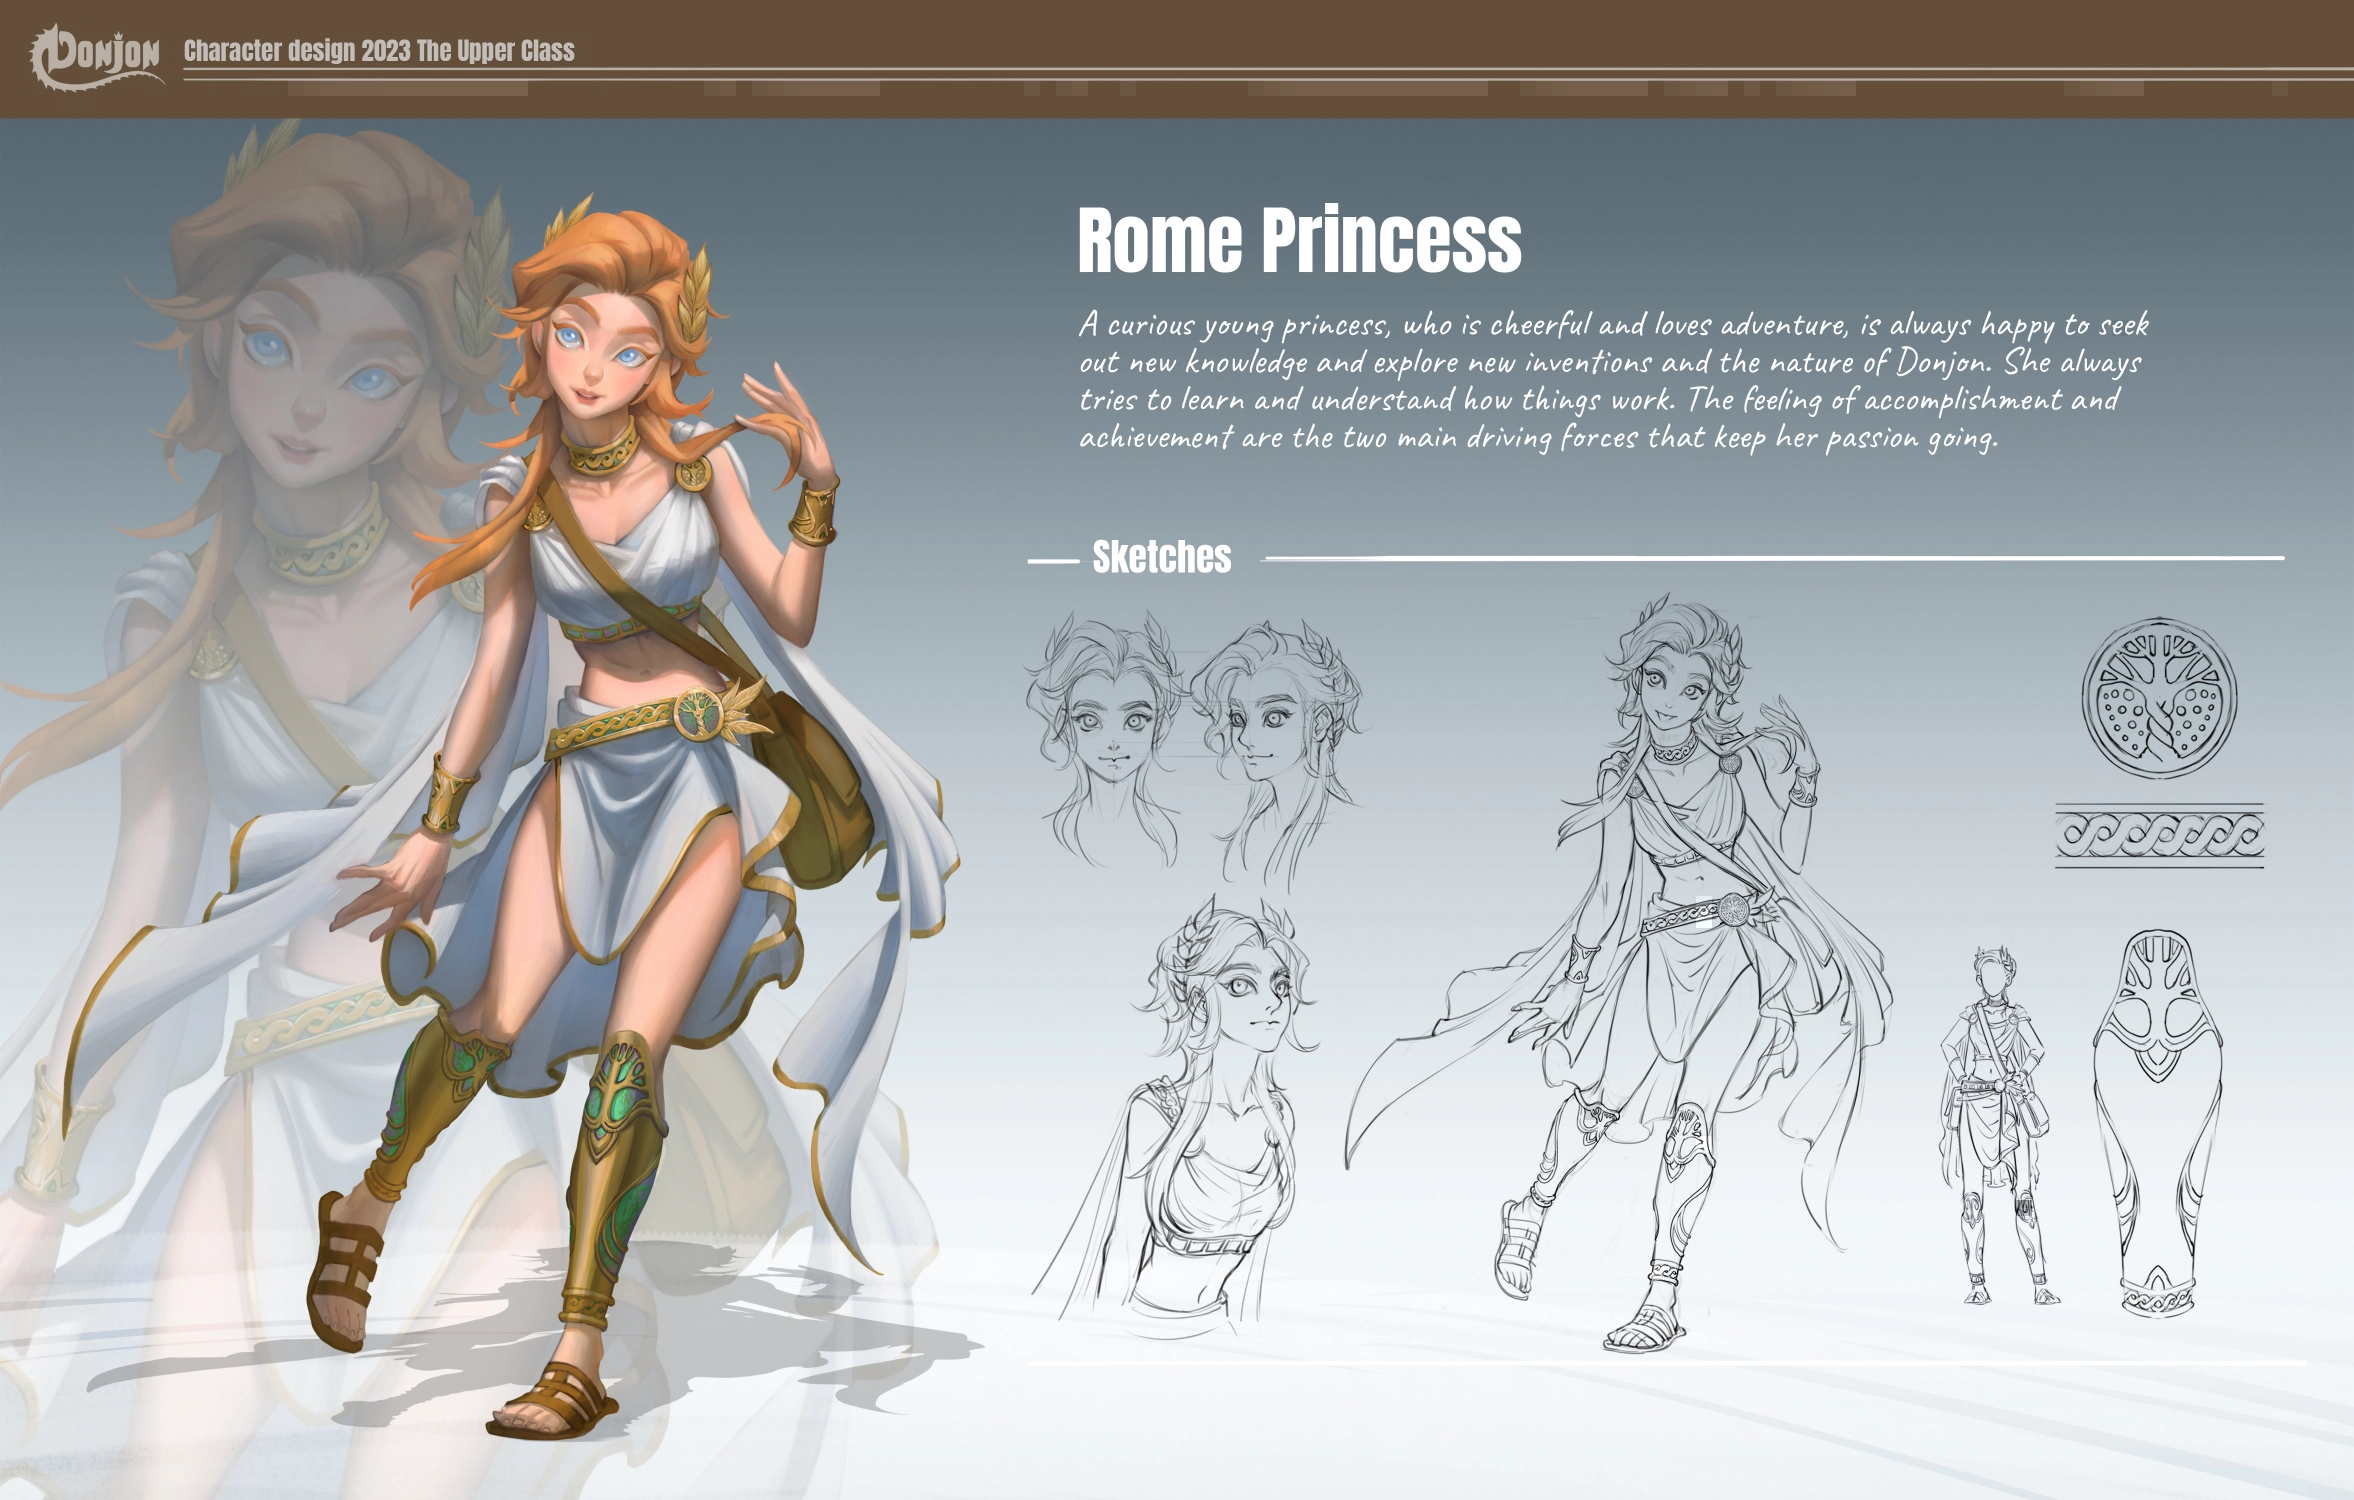 Donjon
Character design 2023 The Upper Class
Rome Princess
A curious young princess, who is cheerful and loves adventure, is always happy to seek
out new knowledge and explore new inventions and the nature of Donjon. She always
tries to learn and understand how things work. The feeling of accomplishment and
achievement are the two main driving forces that keep her passion going.
Sketches